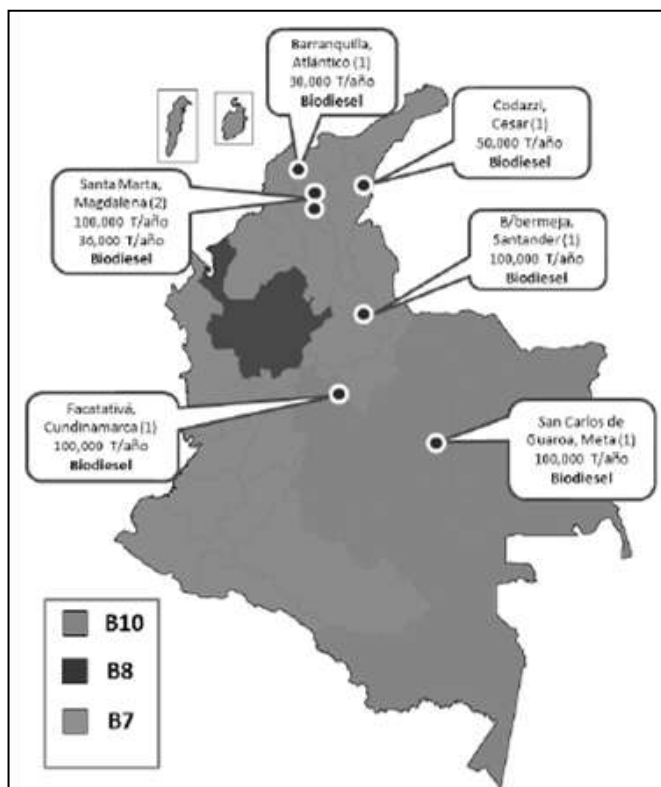 Barranquilla,
Atlántico (1)
30,000 T/año
Biodiesel
Codazzi,
Cesar (1)
50,000 T/año
Biodiesel
Santa Marta,
Magdalena (2)
100,000 T/año
36,000 T/año
Biodiesel
B/bermeja,
Santander (1)
100,000 T/año
Biodiesel
Facatativá,
Cundinamarca (1)
100,000 T/año
Biodiesel
San Carlos de
Guaroa, Meta (1)
100,000 T/año
Biodiesel
B10
B8
B7